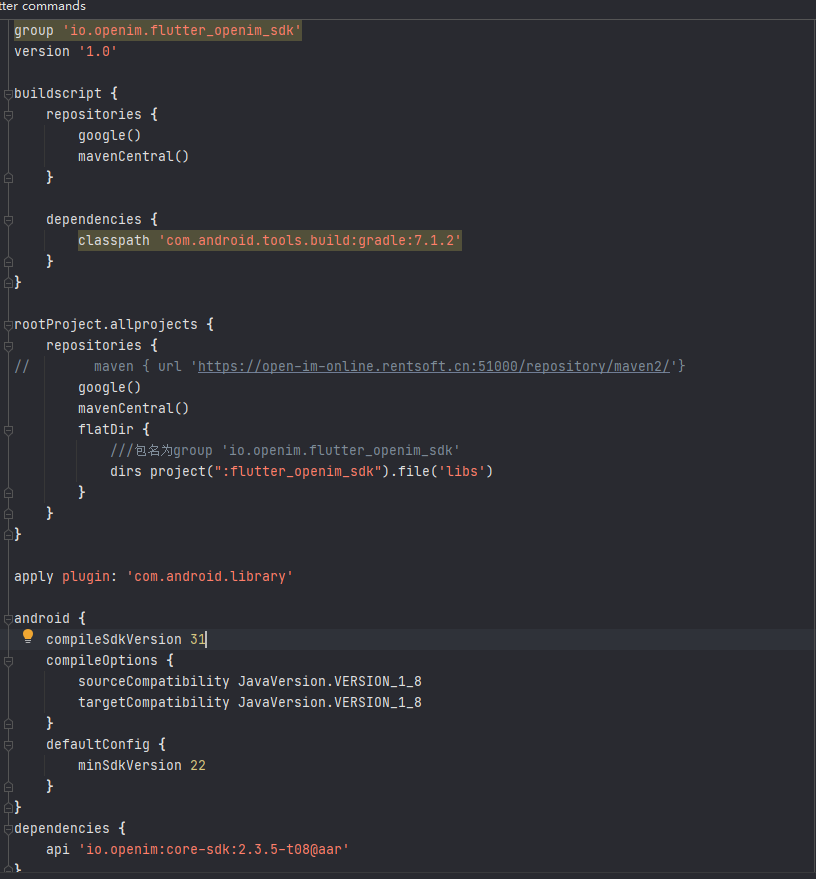 tter commands
group 'io.openim.flutter_openim_sdk'
version '1.0'
buildscript {
repositories {
google()
mavenCentral()
}
dependencies {
classpath 'com.android.tools.build:gradle:7.1.2'
}
}
rootProject.allprojects {
repositories {
// maven { url 'https://open-im-online.rentsoft.cn:51000/repository/maven2/'}
google()
mavenCentral()
flatDir {
///包名为group 'io.openim.flutter_openim_sdk'
dirs project(":flutter_openim_sdk").file('libs')
}
}
}
apply plugin: 'com.android.library'
android {
compileSdkVersion 31
compileOptions {
sourceCompatibility JavaVersion.VERSION_1_8
targetCompatibility JavaVersion.VERSION_1_8
}
defaultConfig {
minSdkVersion 22
}
}
dependencies {
api 'io.openim:core-sdk:2.3.5-t08@aar'
}